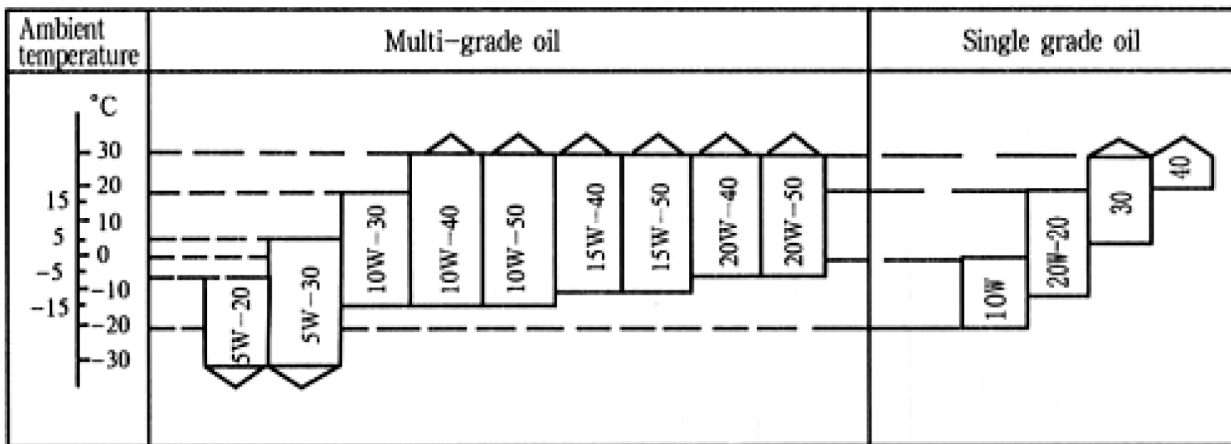 Ambient
temperature
Multi-grade oil
Single grade oil
°C
30
20
15
10
5
0
-5
-10
-15
-20
-30
5W-20
5W-30
10W-30
10W-40
10W-50
15W-40
15W-50
20W-40
20W-50
10W
20W-20
30
40